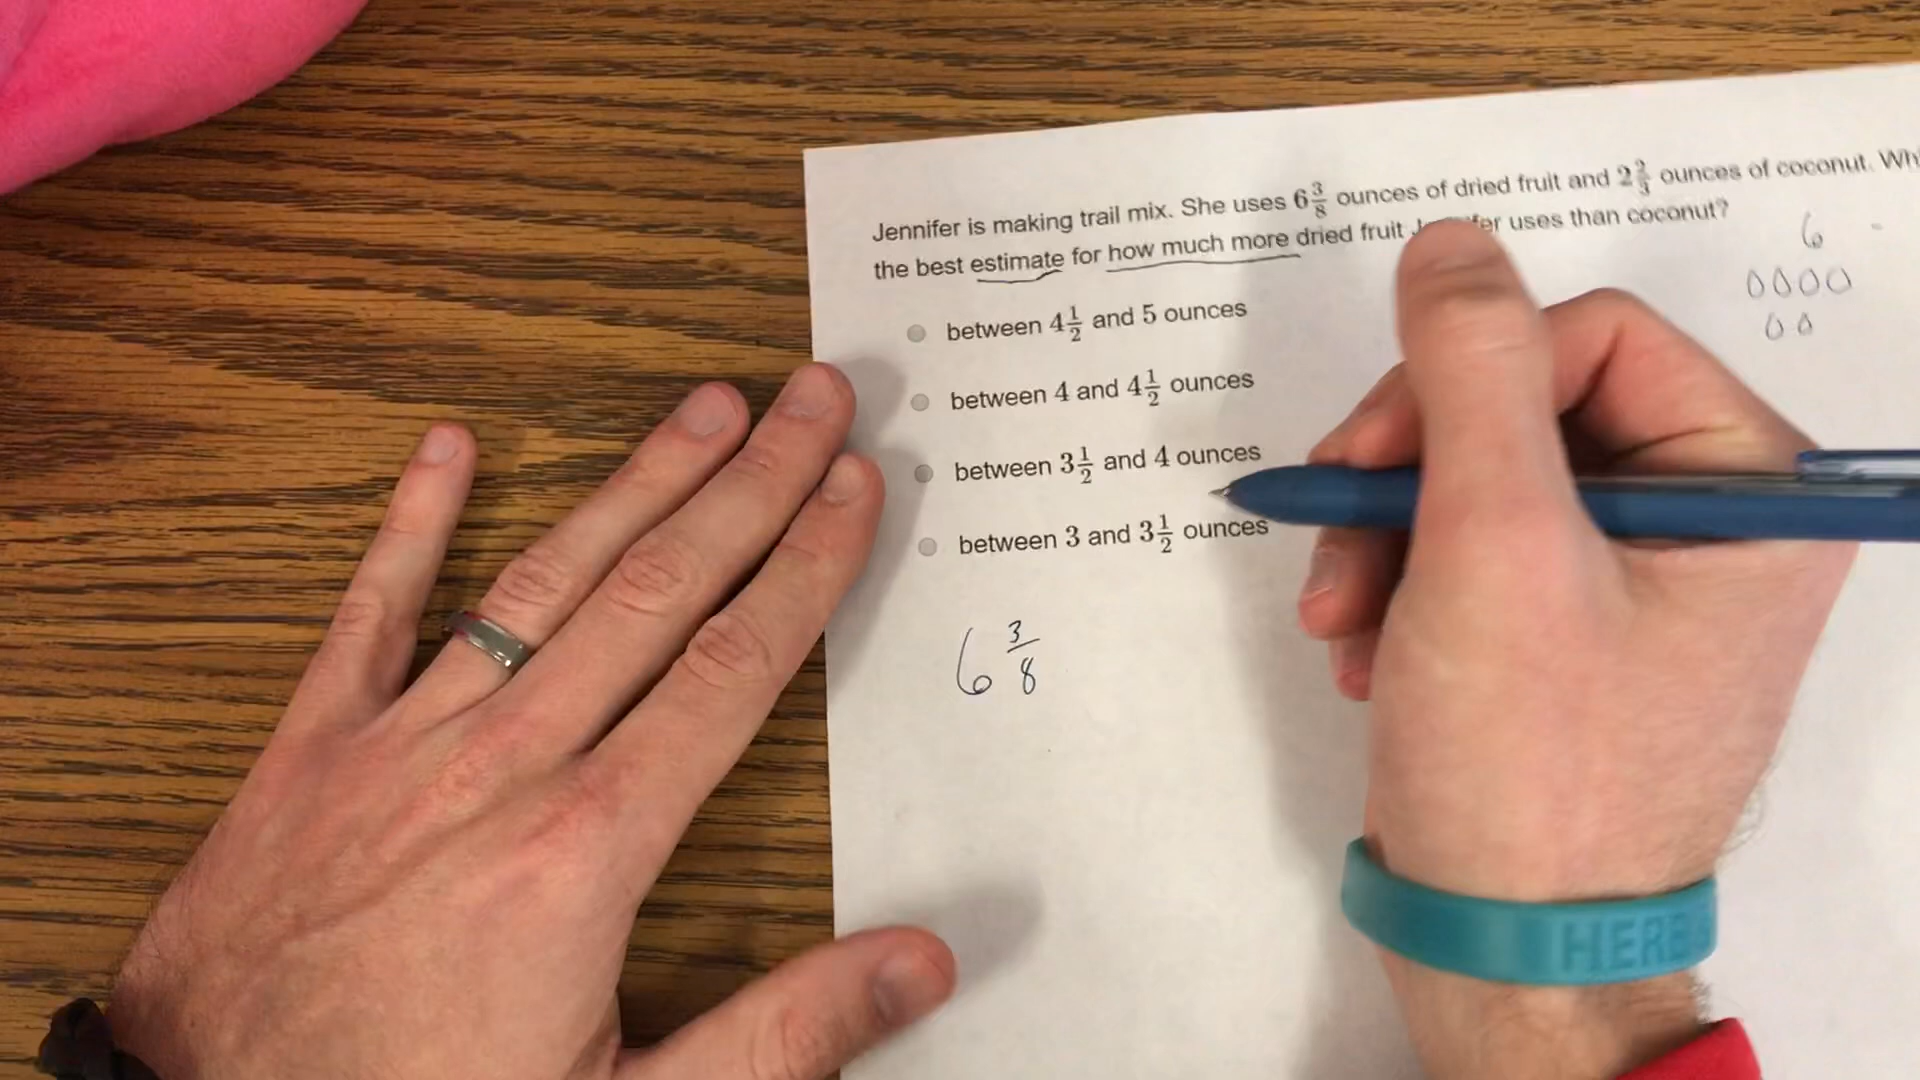 Jennifer is making trail mix. She uses 6 3/8 ounces of dried fruit and 2 2/3 ounces of coconut.
the best estimate for how much more dried fruit uses than coconut?
6 -
between 4 1/2 and 5 ounces
between 4 and 4 1/2 ounces
between 3 1/2 and 4 ounces
between 3 and 3 1/2 ounces
6 3/8